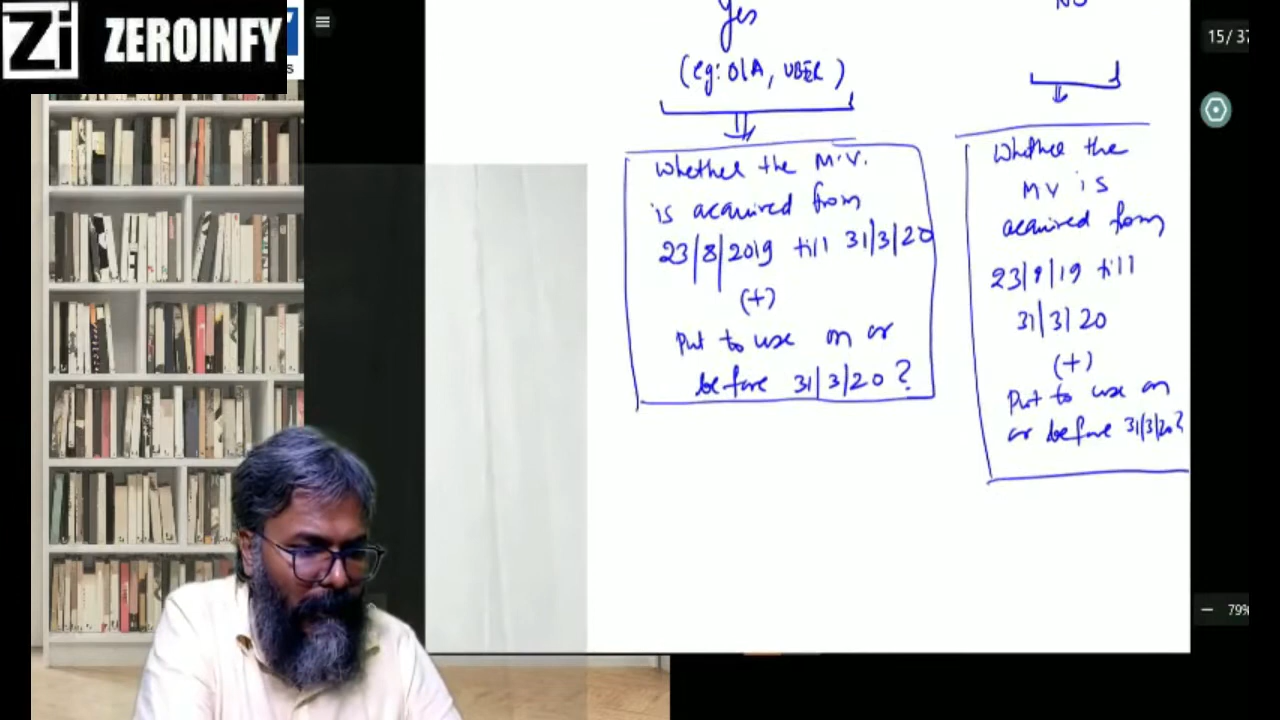 Zi ZEROINFY
s
15/37
Yes
(eg: OLA, UBER)
Whether the M.V.
is acquired from
23/8/2019 till 31/3/20
(+)
Put to use on or
before 31/3/20?
NO
Whether the
MV is
acquired from
23/8/19 till
31/3/20
(+)
Put to use on
or before 31/3/20?
79%